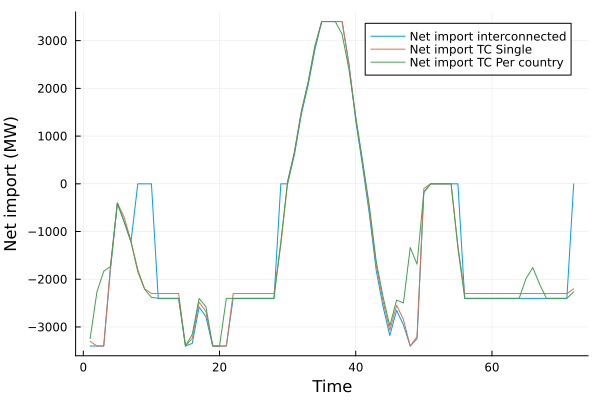 Net import (MW)
3000
2000
1000
0
−1000
−2000
−3000
Net import interconnected
Net import TC Single
Net import TC Per country
0
20
40
60
Time